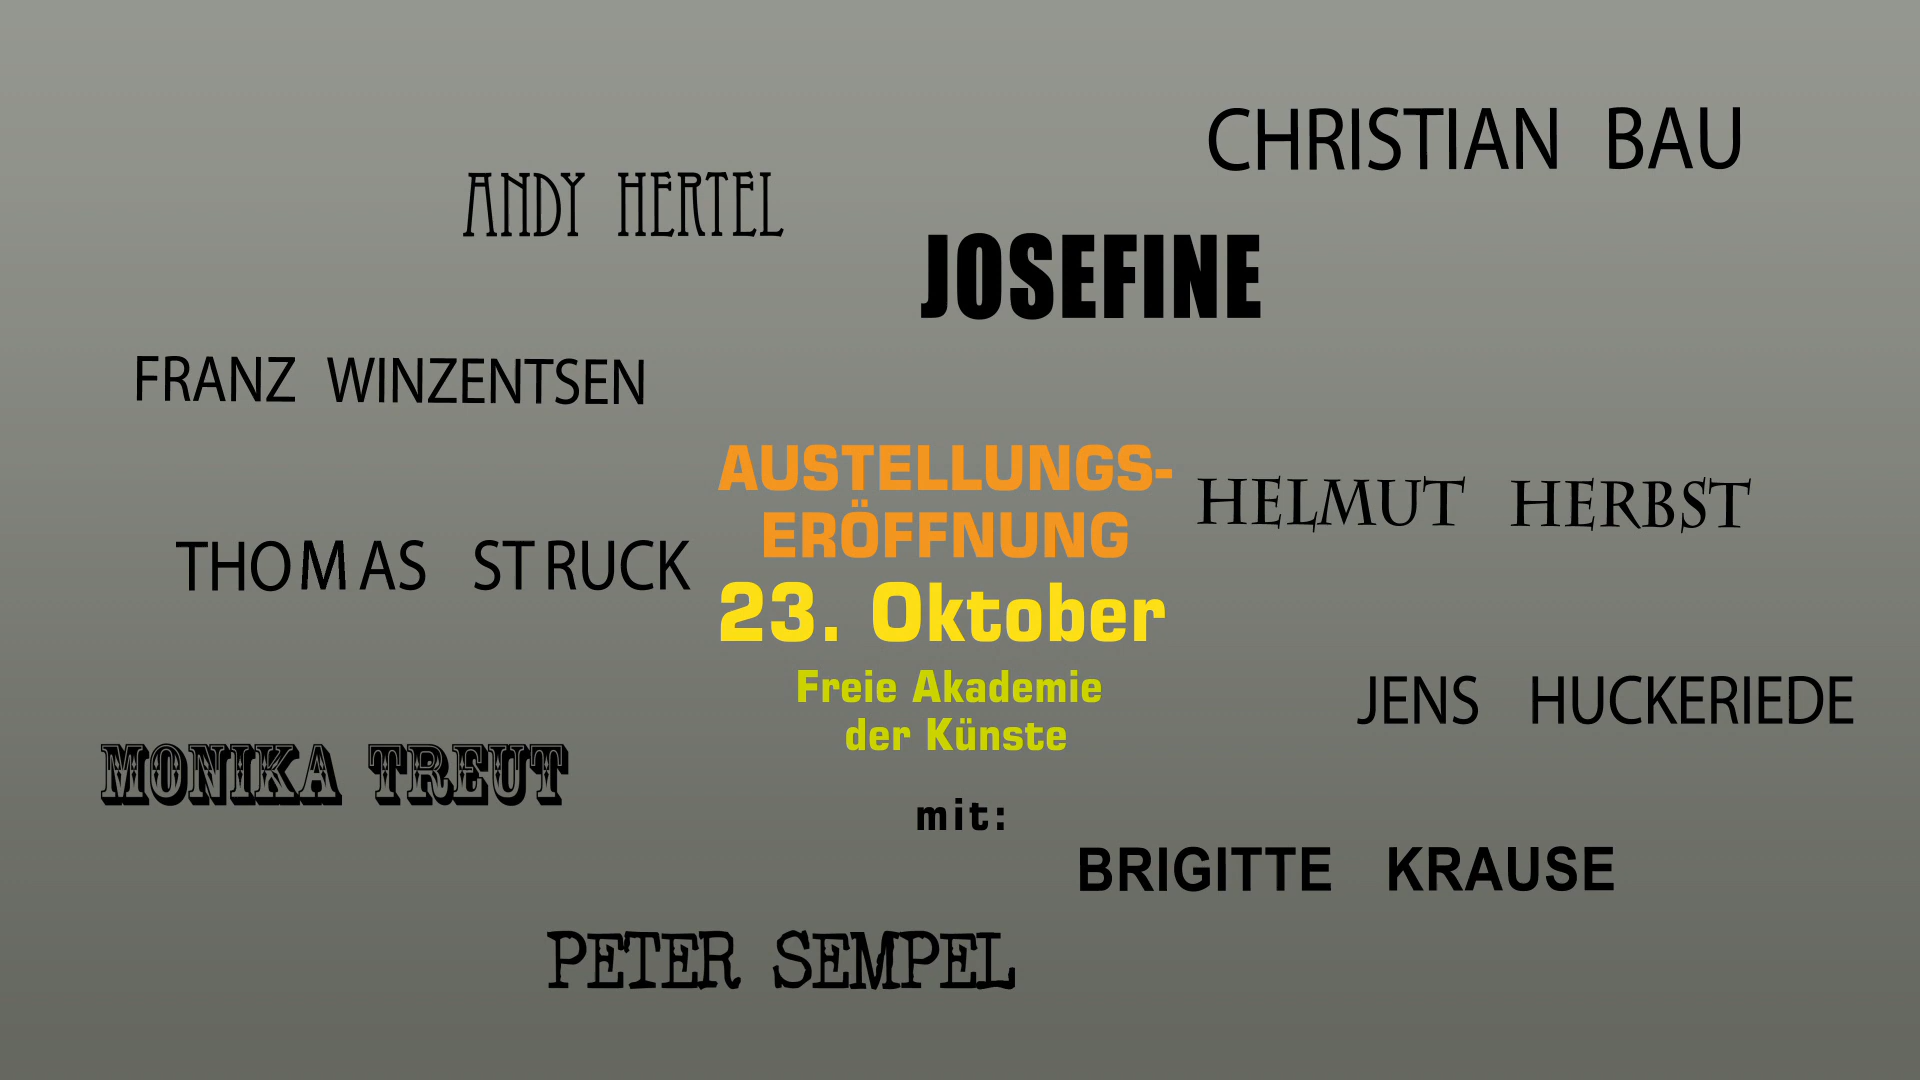 CHRISTIAN BAU
ANDY HERTEL
JOSEFINE
FRANZ WINZENTSEN
AUSTELLUNGS-
ERÖFFNUNG
HELMUT HERBST
THOMAS STRUCK
23. Oktober
Freie Akademie
der Künste
JENS HUCKERIEDE
MONIKA TREUT
mit:
BRIGITTE KRAUSE
PETER SEMPEL